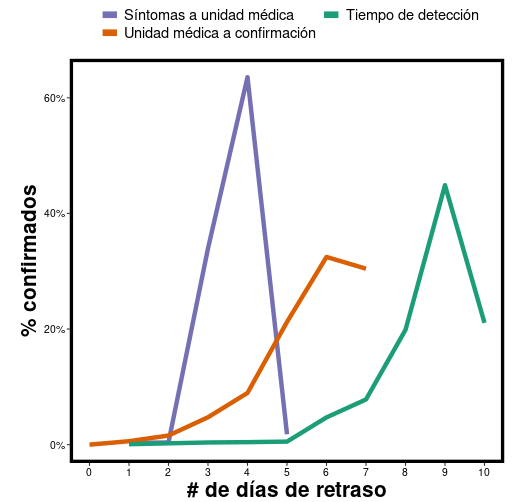 Síntomas a unidad médica
Tiempo de detección
Unidad médica a confirmación
60%
40%
20%
0%
% confirmados
0 1 2 3 4 5 6 7 8 9 10
# de días de retraso